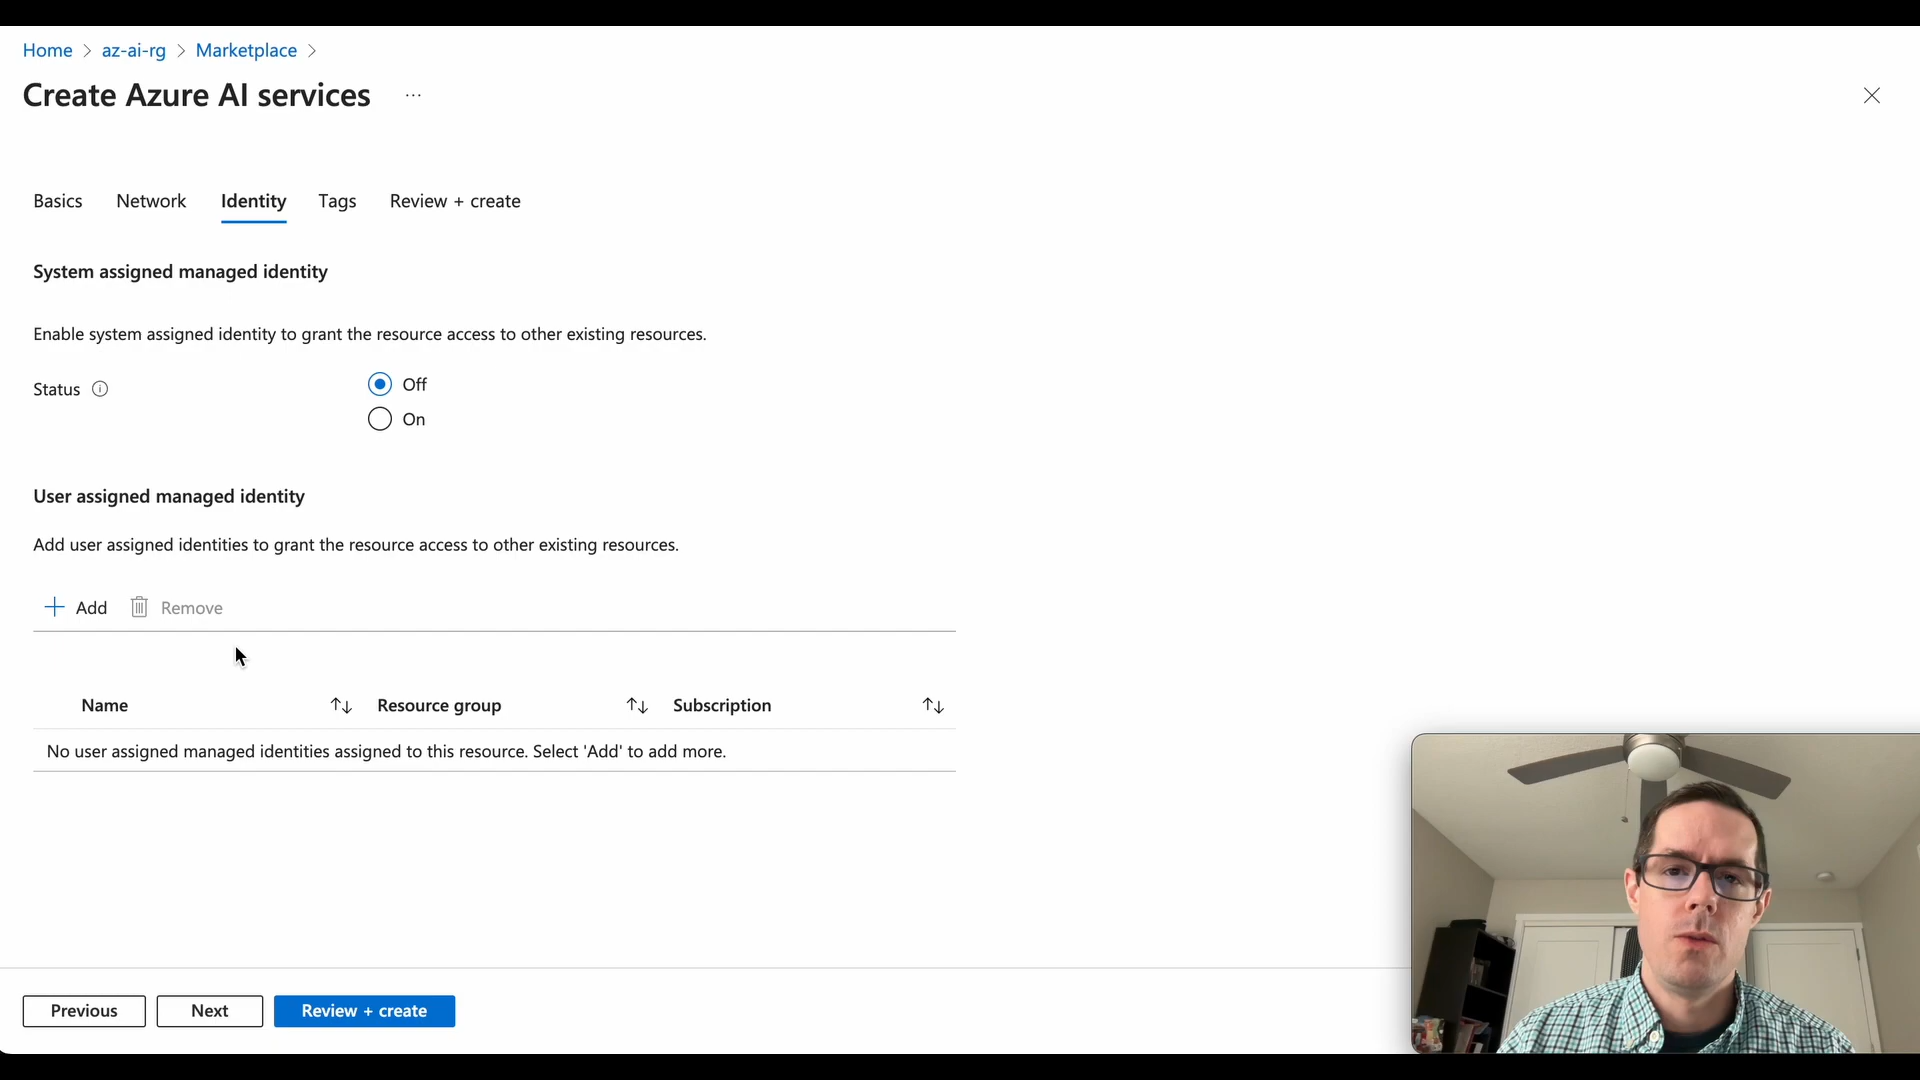 Home > az-ai-rg > Marketplace >
Create Azure AI services ...
Basics Network Identity Tags Review + create
System assigned managed identity
Enable system assigned identity to grant the resource access to other existing resources.
Status
Off
On
User assigned managed identity
Add user assigned identities to grant the resource access to other existing resources.
Add Remove
Name Resource group Subscription
No user assigned managed identities assigned to this resource. Select 'Add' to add more.
Previous Next Review + create